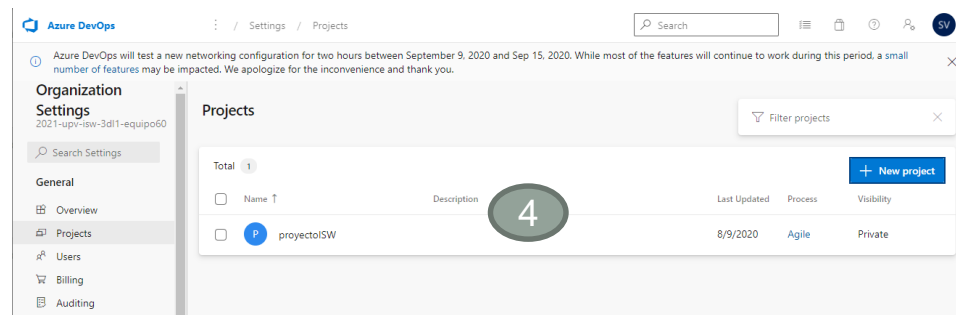 Azure DevOps / Settings / Projects Search SV
Azure DevOps will test a new networking configuration for two hours between September 9, 2020 and Sep 15, 2020. While most of the features will continue to work during this period, a small
number of features may be impacted. We apologize for the inconvenience and thank you.
Organization
Settings
2021-upv-isw-3dl1-equipo60
Search Settings
General
Overview
Projects
Users
Billing
Auditing
Projects
Filter projects
Total 1
+ New project
Name ↑ Description Last Updated Process Visibility
4
P proyectoISW 8/9/2020 Agile Private